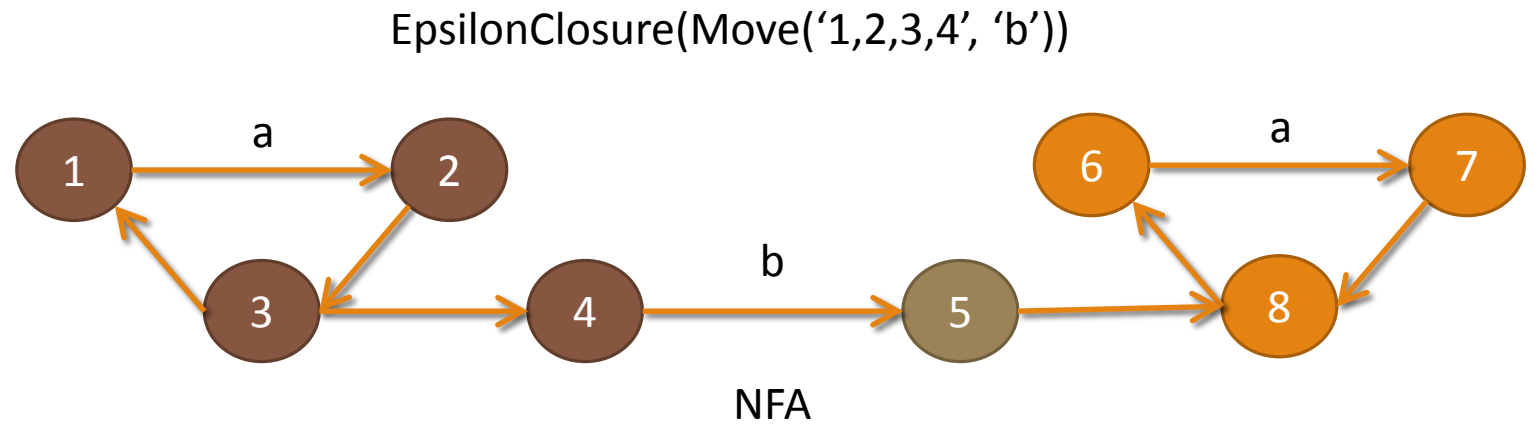 EpsilonClosure(Move(‘1,2,3,4’, ‘b’))
a
a
1
2
6
7
b
3
4
5
8
NFA